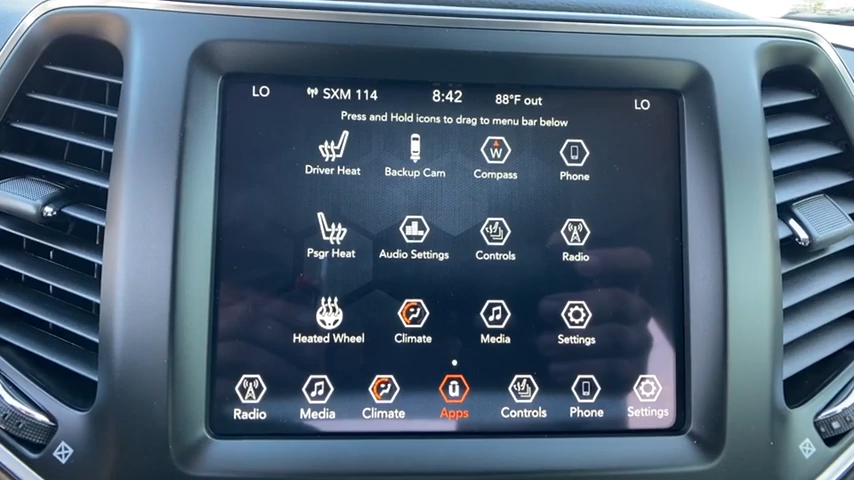 LO SXM 114 8:42 88°F out LO
Press and Hold icons to drag to menu bar below
W
Driver Heat Backup Cam Compass Phone
Psgr Heat Audio Settings Controls Radio
Heated Wheel Climate Media Settings
ū
Radio Media Climate Apps Controls Phone Settings